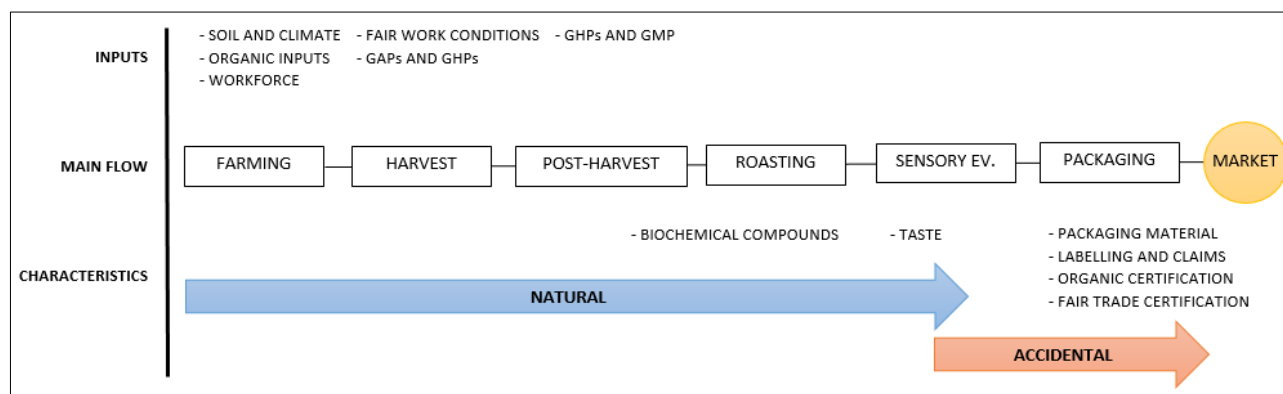 INPUTS
- SOIL AND CLIMATE
- ORGANIC INPUTS
- WORKFORCE
- FAIR WORK CONDITIONS
- GAPs AND GHPs
- GHPs AND GMP
MAIN FLOW
FARMING
HARVEST
POST-HARVEST
ROASTING
SENSORY EV.
PACKAGING
MARKET
CHARACTERISTICS
- BIOCHEMICAL COMPOUNDS
- TASTE
- PACKAGING MATERIAL
- LABELLING AND CLAIMS
- ORGANIC CERTIFICATION
- FAIR TRADE CERTIFICATION
NATURAL
ACCIDENTAL